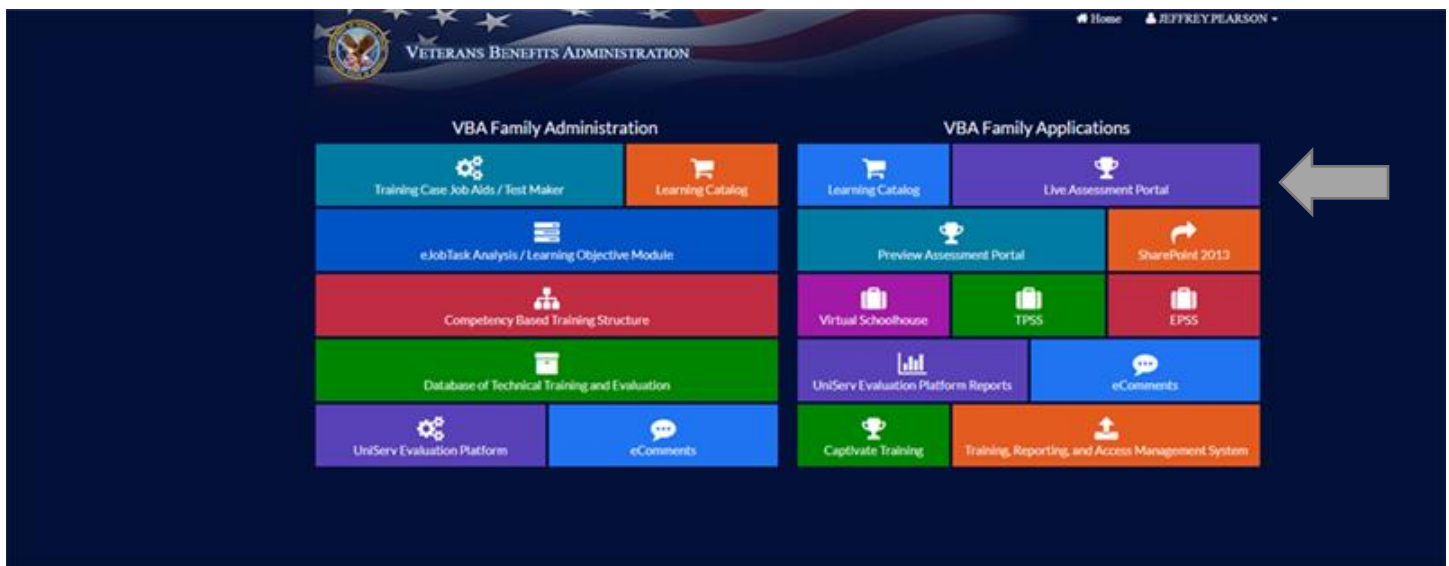 Home JEFFREY.PEARSON
VETERANS BENEFITS ADMINISTRATION
VBA Family Administration
Training Case Job Aids / Test Maker
Learning Catalog
eJobTask Analysis / Learning Objective Module
Competency Based Training Structure
Database of Technical Training and Evaluation
UniServ Evaluation Platform
eComments
VBA Family Applications
Learning Catalog
Live Assessment Portal
Preview Assessment Portal
SharePoint 2013
Virtual Schoolhouse
TPSS
EPSS
UniServ Evaluation Platform Reports
eComments
Captivate Training
Training, Reporting, and Access Management System